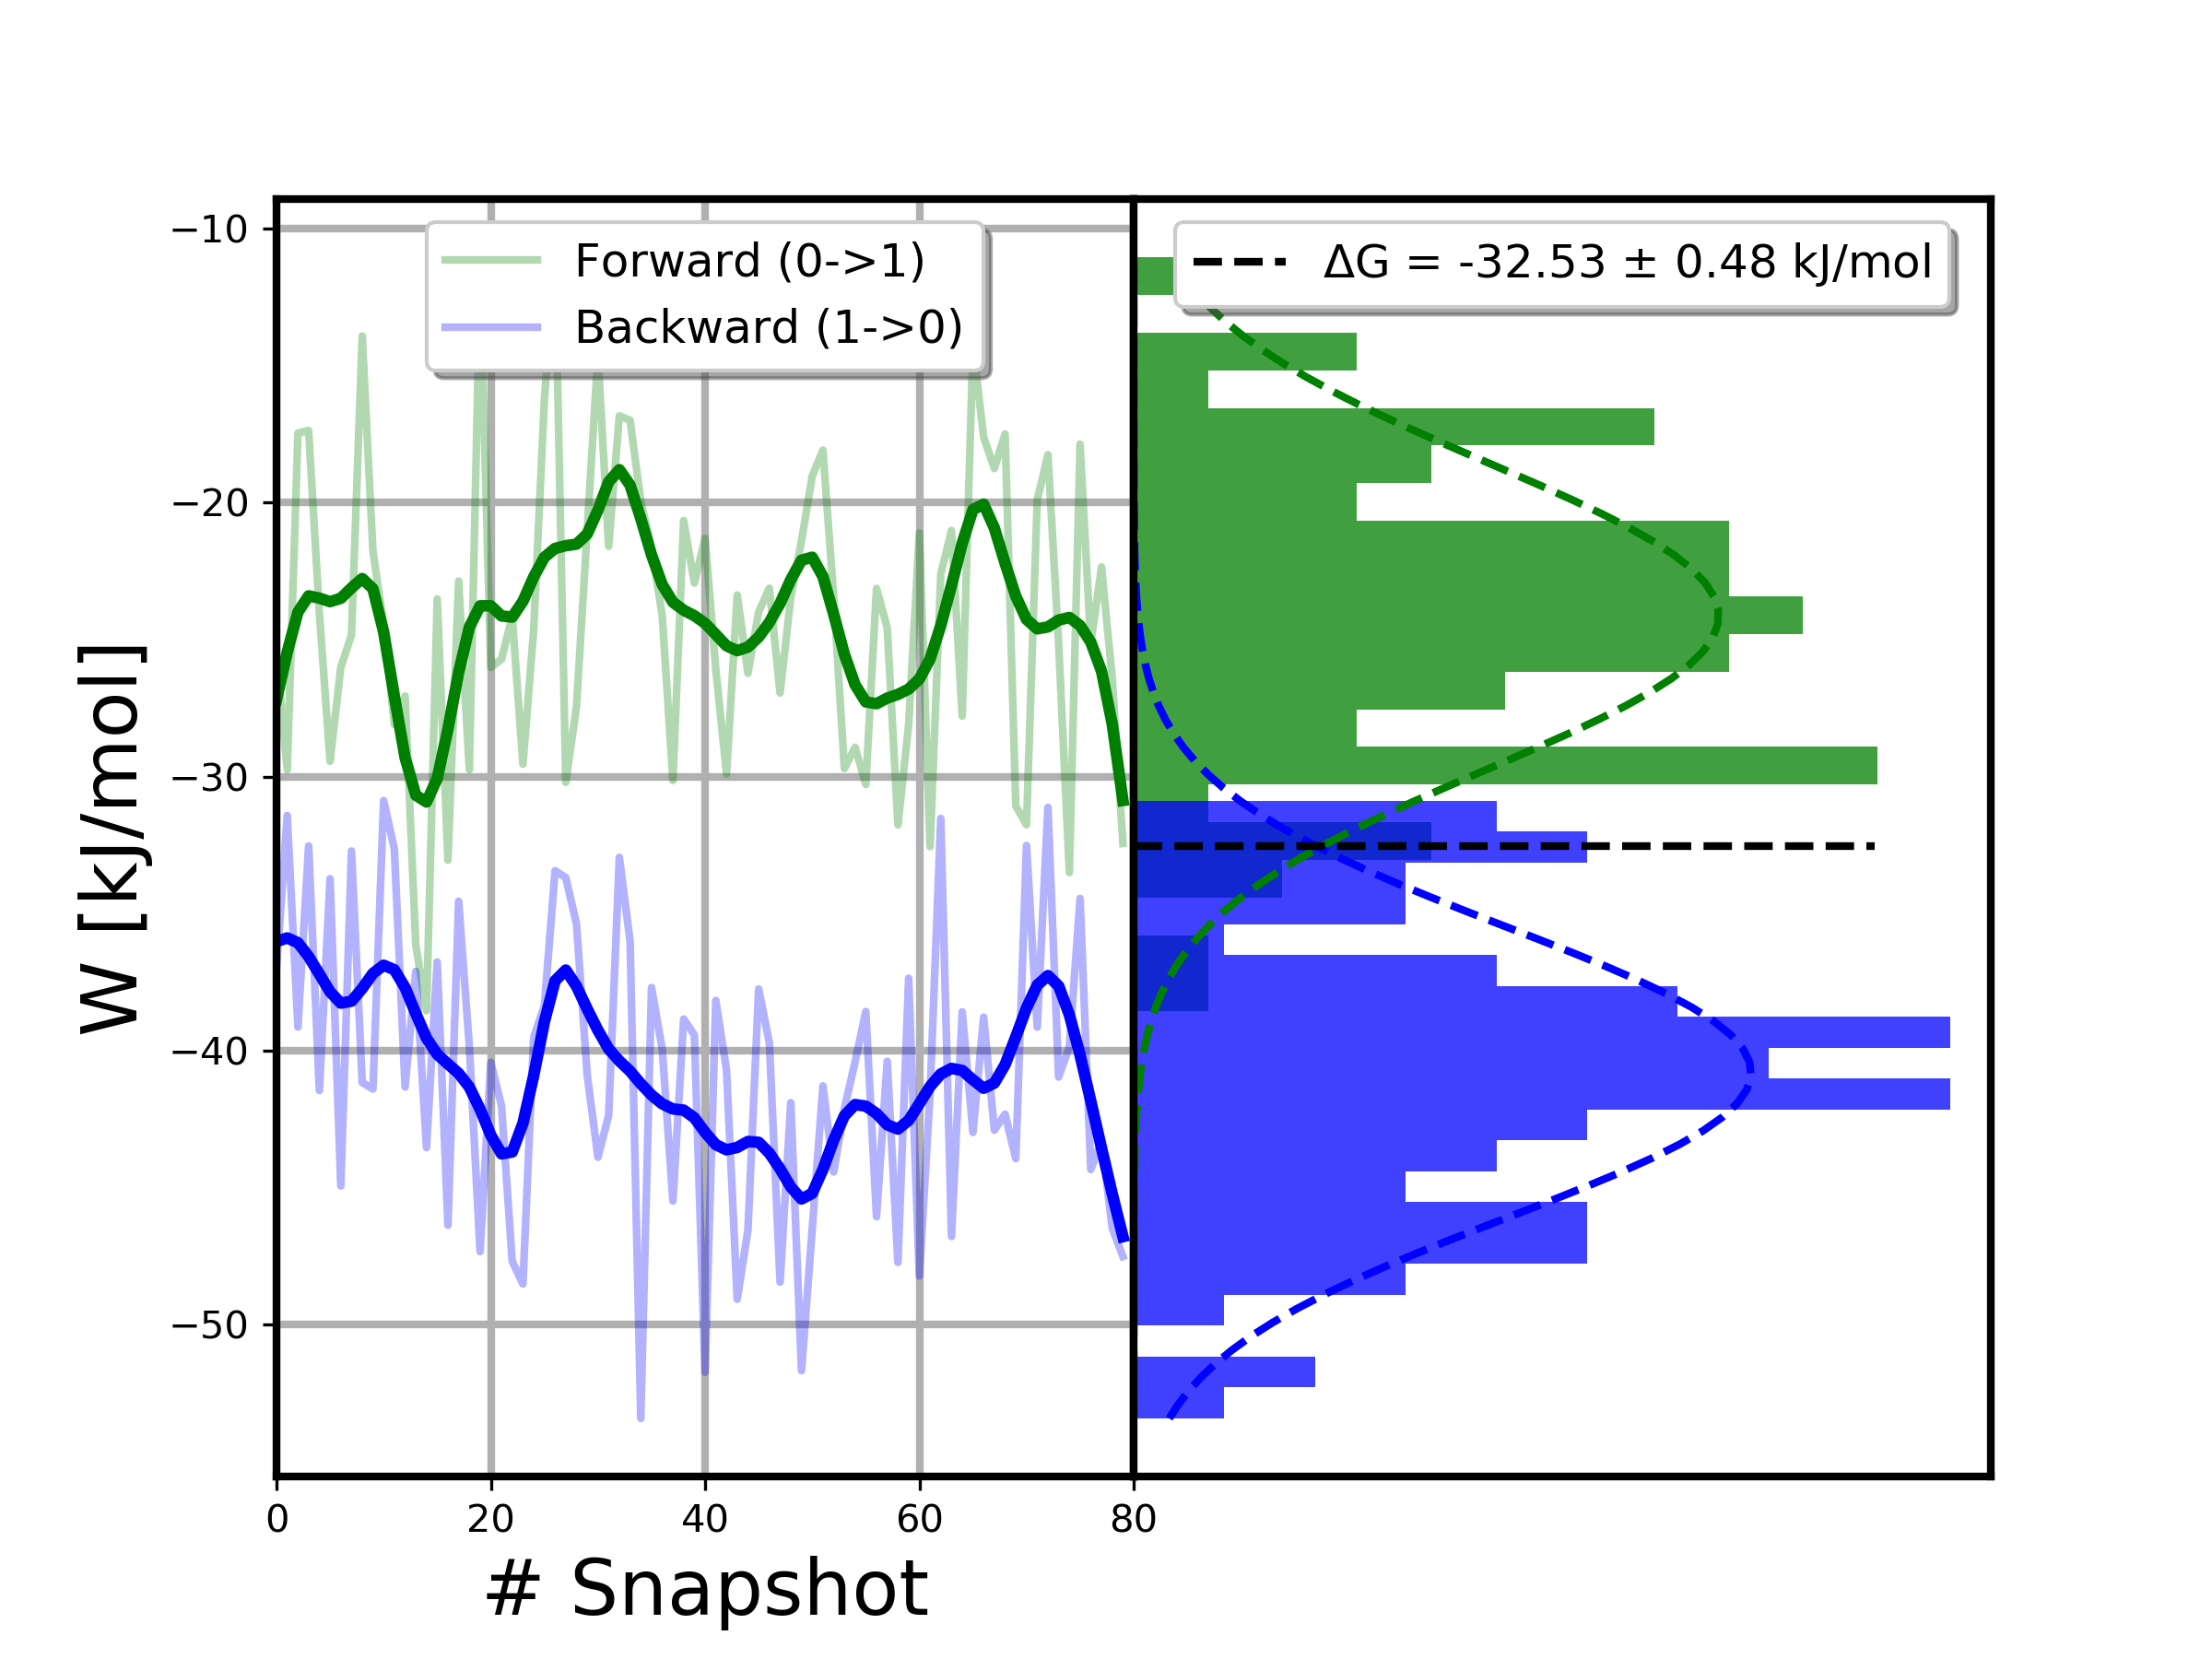 Forward (0->1)
Backward (1->0)
ΔG = -32.53 ± 0.48 kJ/mol
W [kJ/mol]
−10
−20
−30
−40
−50
0 20 40 60 80
# Snapshot